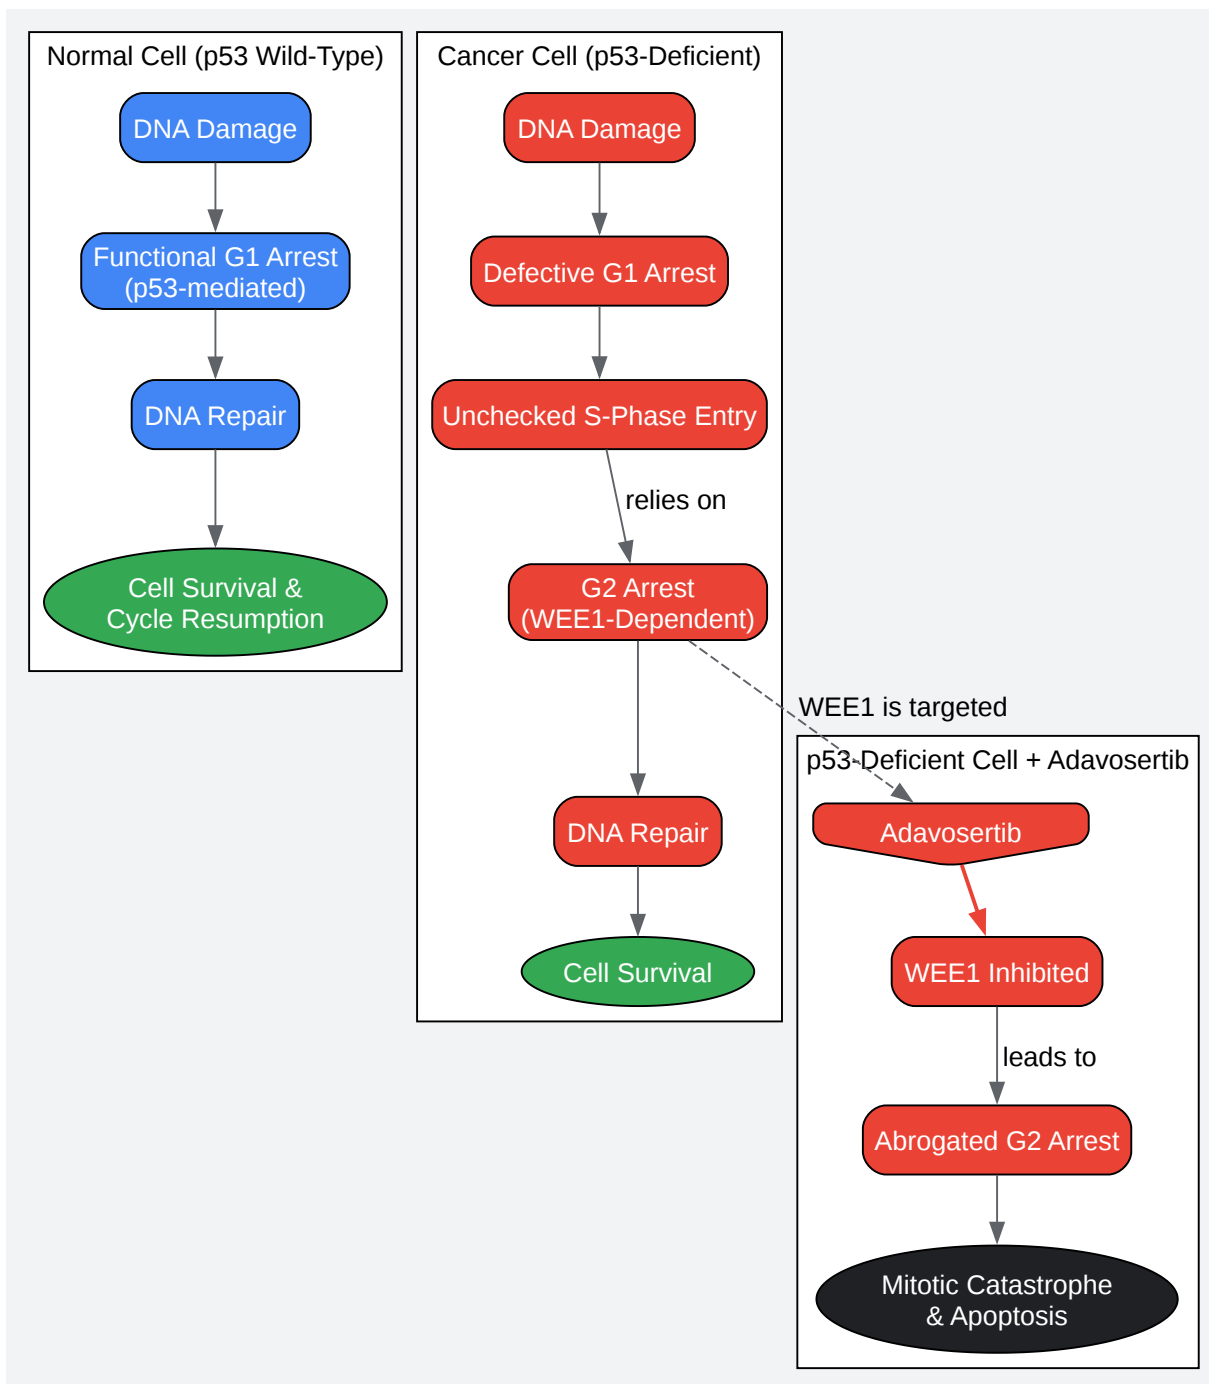 Normal Cell (p53 Wild-Type)
DNA Damage
Functional G1 Arrest
(p53-mediated)
DNA Repair
Cell Survival &
Cycle Resumption
Cancer Cell (p53-Deficient)
DNA Damage
Defective G1 Arrest
Unchecked S-Phase Entry
relies on
G2 Arrest
(WEE1-Dependent)
DNA Repair
Cell Survival
WEE1 is targeted
p53-Deficient Cell + Adavosertib
Adavosertib
WEE1 Inhibited
leads to
Abrogated G2 Arrest
Mitotic Catastrophe
& Apoptosis